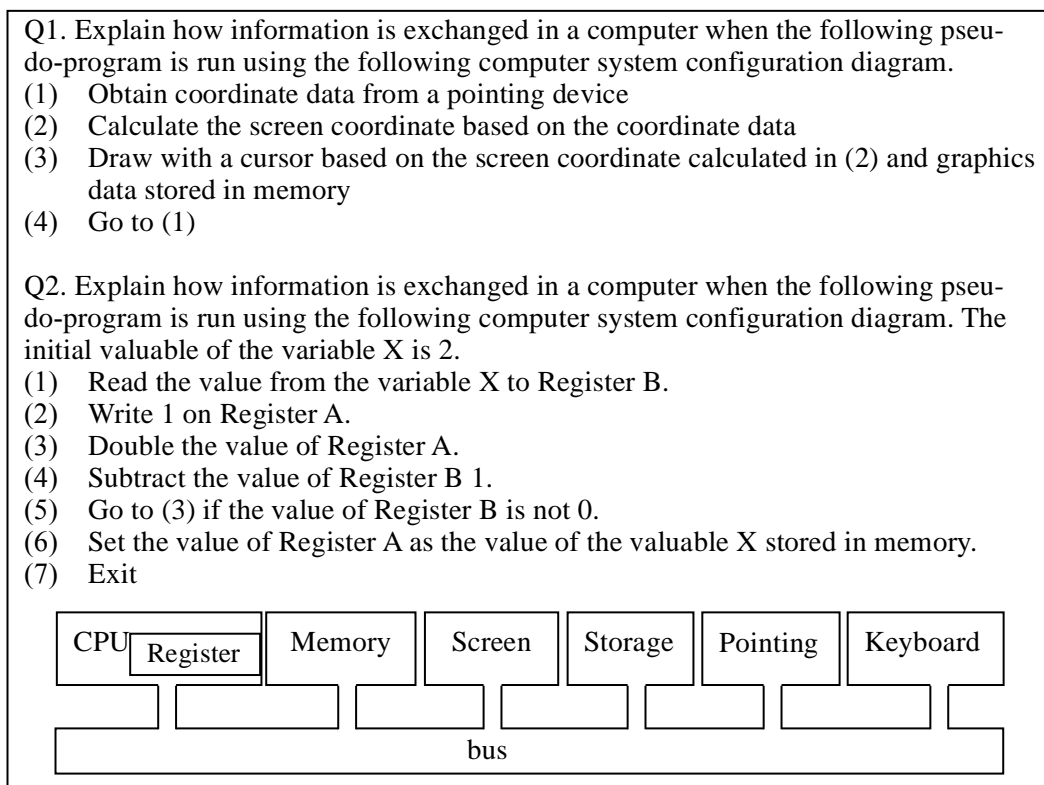 Q1. Explain how information is exchanged in a computer when the following pseu-
do-program is run using the following computer system configuration diagram.
(1) Obtain coordinate data from a pointing device
(2) Calculate the screen coordinate based on the coordinate data
(3) Draw with a cursor based on the screen coordinate calculated in (2) and graphics
data stored in memory
(4) Go to (1)
Q2. Explain how information is exchanged in a computer when the following pseu-
do-program is run using the following computer system configuration diagram. The
initial valuable of the variable X is 2.
(1) Read the value from the variable X to Register B.
(2) Write 1 on Register A.
(3) Double the value of Register A.
(4) Subtract the value of Register B 1.
(5) Go to (3) if the value of Register B is not 0.
(6) Set the value of Register A as the value of the valuable X stored in memory.
(7) Exit
CPU Register Memory Screen Storage Pointing Keyboard
bus